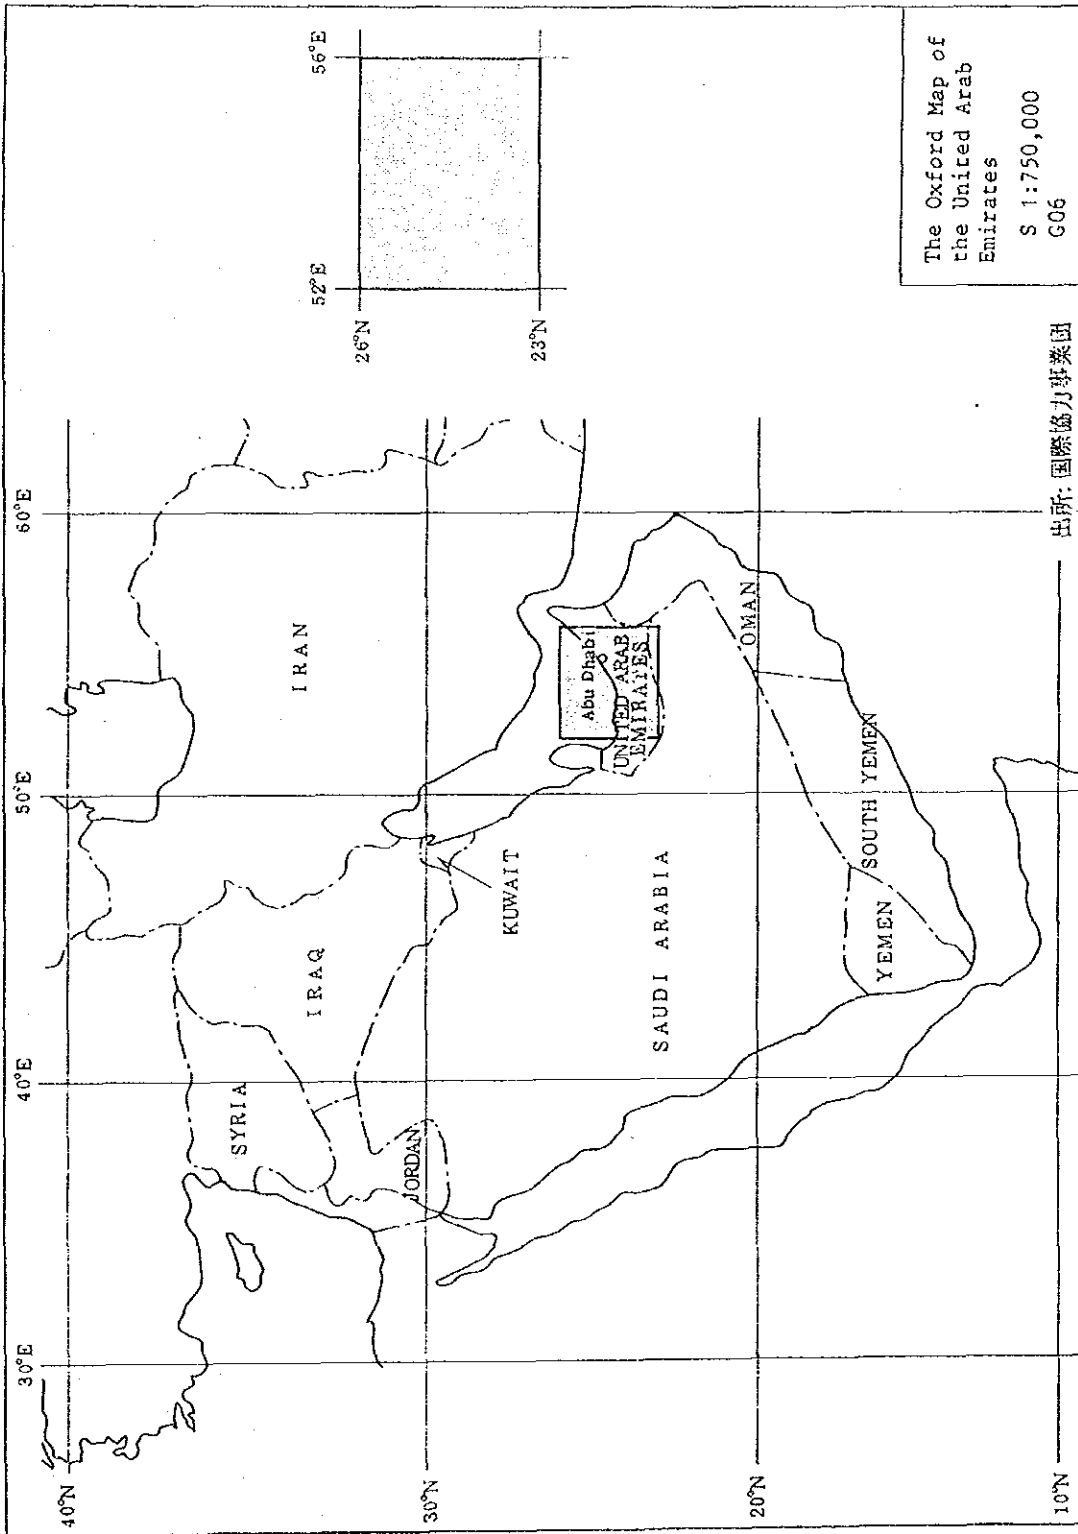 30°E
40°E
50°E
60°E
40°N
30°N
20°N
10°N
SYRIA
IRAQ
IRAN
JORDAN
KUWAIT
SAUDI ARABIA
Abu Dhabi
UNITED ARAB
EMIRATES
OMAN
YEMEN
SOUTH YEMEN
52°E
56°E
26°N
23°N
The Oxford Map of
the United Arab
Emirates
S 1:750,000
G06
出所: 国際協力事業団